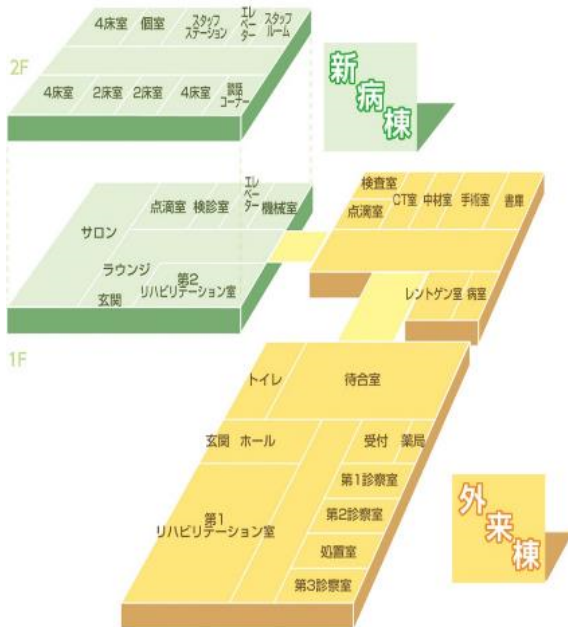 4床室 個室 スタッフ
ステーション エレ
ベー
ター スタッフ
ルーム
2F
4床室 2床室 2床室 4床室 談話
コーナー
新病棟
点滴室 検診室 エレ
ベー
ター 機械室
サロン
ラウンジ
第2
リハビリテーション室
玄関
1F
検査室
点滴室 CT室 中材室 手術室 書庫
レントゲン室 病室
トイレ 待合室
玄関 ホール 受付 薬局
第1
リハビリテーション室
第1診察室
第2診察室
処置室
第3診察室
外来棟